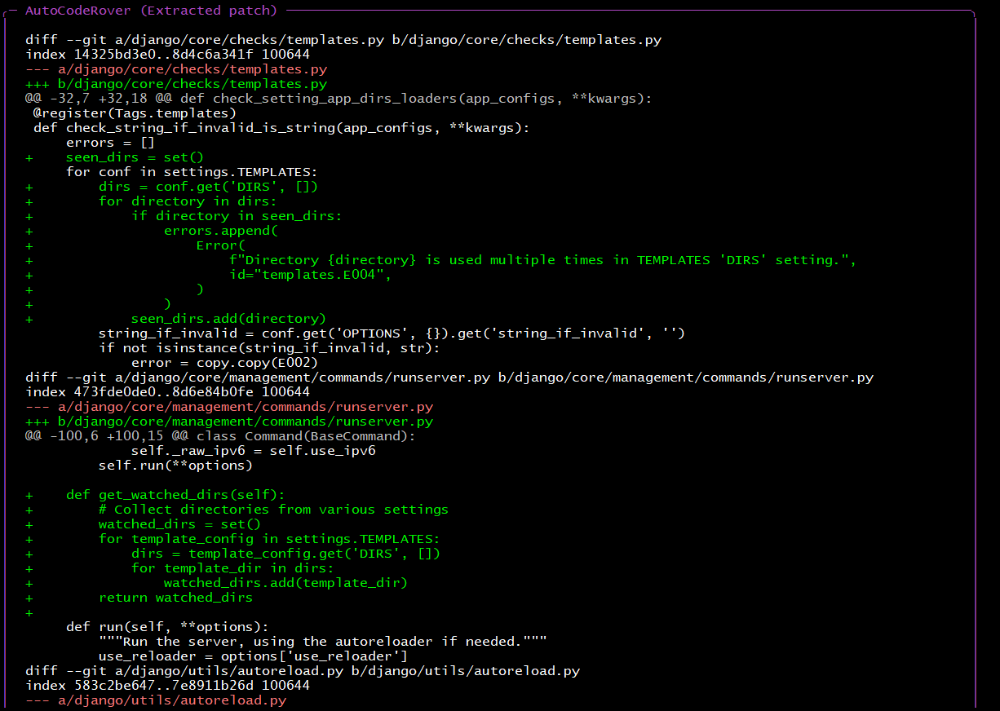 AutoCodeRover (Extracted patch)
diff --git a/django/core/checks/templates.py b/django/core/checks/templates.py
index 14325bd3e0..8d4c6a341f 100644
--- a/django/core/checks/templates.py
+++ b/django/core/checks/templates.py
@@ -32,7 +32,18 @@ def check_setting_app_dirs_loaders(app_configs, **kwargs):
 @register(Tags.templates)
 def check_string_if_invalid_is_string(app_configs, **kwargs):
     errors = []
+    seen_dirs = set()
     for conf in settings.TEMPLATES:
+        dirs = conf.get('DIRS', [])
+        for directory in dirs:
+            if directory in seen_dirs:
+                errors.append(
+                    Error(
+                        f"Directory {directory} is used multiple times in TEMPLATES 'DIRS' setting.",
+                        id="templates.E004",
+                    )
+                )
+            seen_dirs.add(directory)
         string_if_invalid = conf.get('OPTIONS', {}).get('string_if_invalid', '')
         if not isinstance(string_if_invalid, str):
             error = copy.copy(E002)
diff --git a/django/core/management/commands/runserver.py b/django/core/management/commands/runserver.py
index 473fde0de0..8d6e84b0fe 100644
--- a/django/core/management/commands/runserver.py
+++ b/django/core/management/commands/runserver.py
@@ -100,6 +100,15 @@ class Command(BaseCommand):
             self._raw_ipv6 = self.use_ipv6
         self.run(**options)
+    def get_watched_dirs(self):
+        # Collect directories from various settings
+        watched_dirs = set()
+        for template_config in settings.TEMPLATES:
+            dirs = template_config.get('DIRS', [])
+            for template_dir in dirs:
+                watched_dirs.add(template_dir)
+        return watched_dirs
+
     def run(self, **options):
         """Run the server, using the autoreloader if needed."""
         use_reloader = options['use_reloader']
diff --git a/django/utils/autoreload.py b/django/utils/autoreload.py
index 583c2be647..7e8911b26d 100644
--- a/django/utils/autoreload.py